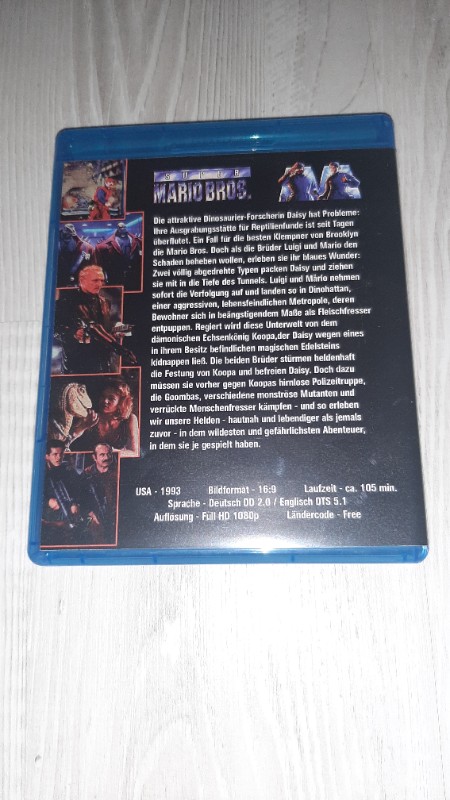 SUPER
MARIO BROS.
Die attraktive Dinosaurier-Forscherin Daisy hat Probleme:
Ihre Ausgrabungsstätte für Reptilienfunde ist seit Tagen
überflutet. Ein Fall für die besten Klempner von Brooklyn
die Mario Bros. Doch als die Brüder Luigi und Mario den
Schaden beheben wollen, erleben sie ihr blaues Wunder:
Zwei völlig abgedrehte Typen packen Daisy und ziehen
sie mit in die Tiefe des Tunnels. Luigi und Mario nehmen
sofort die Verfolgung auf und landen so in Dinohattan,
einer aggressiven, lebensfeindlichen Metropole, deren
Bewohner sich in beängstigendem Maße als Fleischfresser
entpuppen. Regiert wird diese Unterwelt von dem
dämonischen Echsenkönig Koopa,der Daisy wegen eines
in ihrem Besitz befindlichen magischen Edelsteins
kidnappen ließ. Die beiden Brüder stürmen heldenhaft
die Festung von Koopa und befreien Daisy. Doch dazu
müssen sie vorher gegen Koopas hirnlose Polizeitruppe,
die Goombas, verschiedene monströse Mutanten und
verrückte Menschenfresser kämpfen - und so erleben
wir unsere Helden - hautnah und lebendiger als jemals
zuvor - in dem wildesten und gefährlichsten Abenteuer,
in dem sie je gespielt haben.
USA - 1993 Bildformat - 16:9 Laufzeit - ca. 105 min.
Sprache - Deutsch DD 2.0 / Englisch DTS 5.1
Auflösung - Full HD 1080p Ländercode - Free